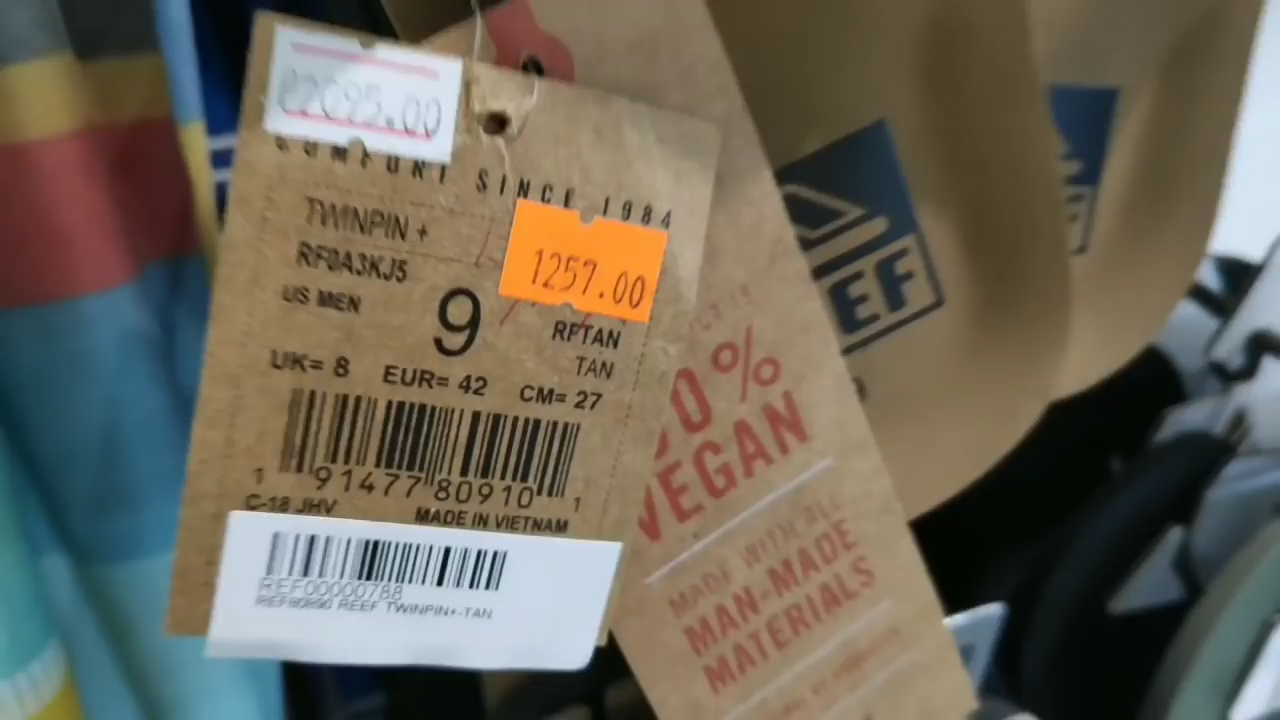 COMFORT SINCE 1984
TWINPIN +
RF0A3KJ5
1257.00
US MEN
9
RFTAN
TAN
UK= 8 EUR= 42 CM= 27
1 91477 80910 1
C-18 JHV
MADE IN VIETNAM
REF00000788
REEF TWINPIN+-TAN
VEGAN
MADE WITH ALL
MAN-MADE
MATERIALS
EF